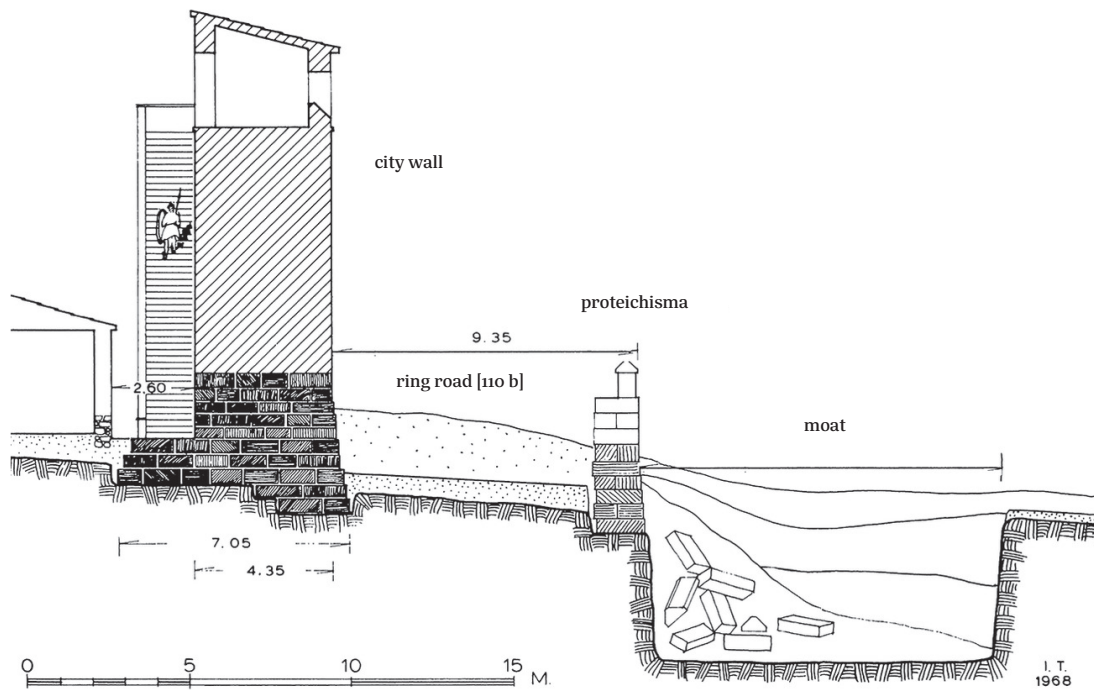 city wall
proteichisma
9.35
2.60
ring road [110 b]
moat
7.05
4.35
0 5 10 15 M.
I. T.
1968